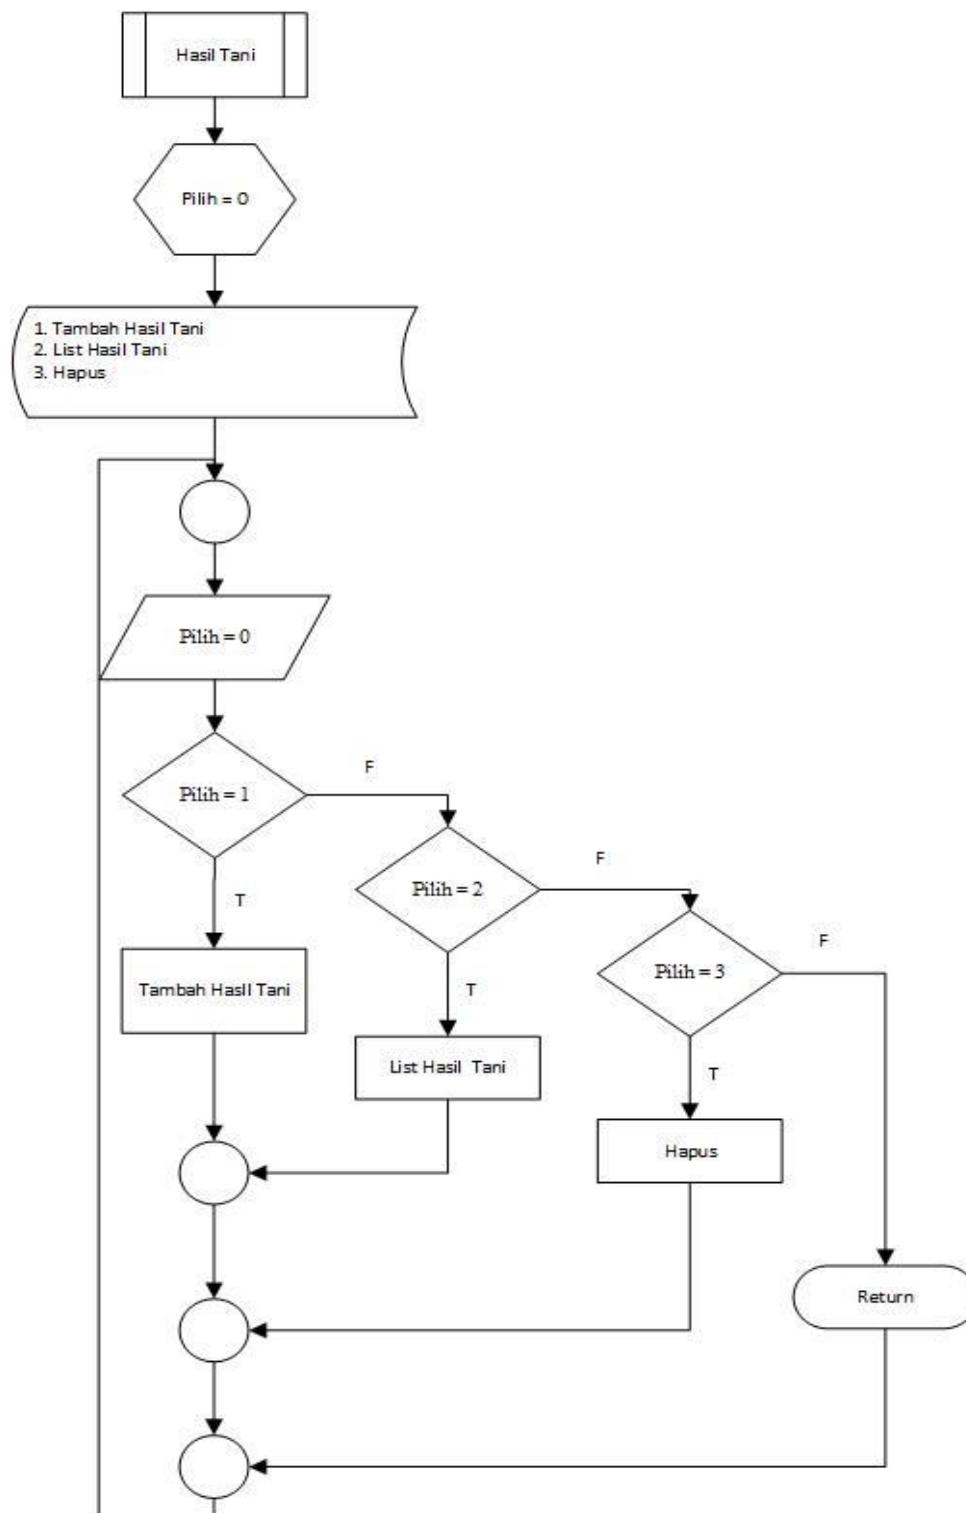 Hasil Tani
Pilih = 0
1. Tambah Hasil Tani
2. List Hasil Tani
3. Hapus
Pilih = 0
Pilih = 1
F
Pilih = 2
F
T
Pilih = 3
F
Tambah Hasil Tani
T
List Hasil Tani
T
Hapus
Return